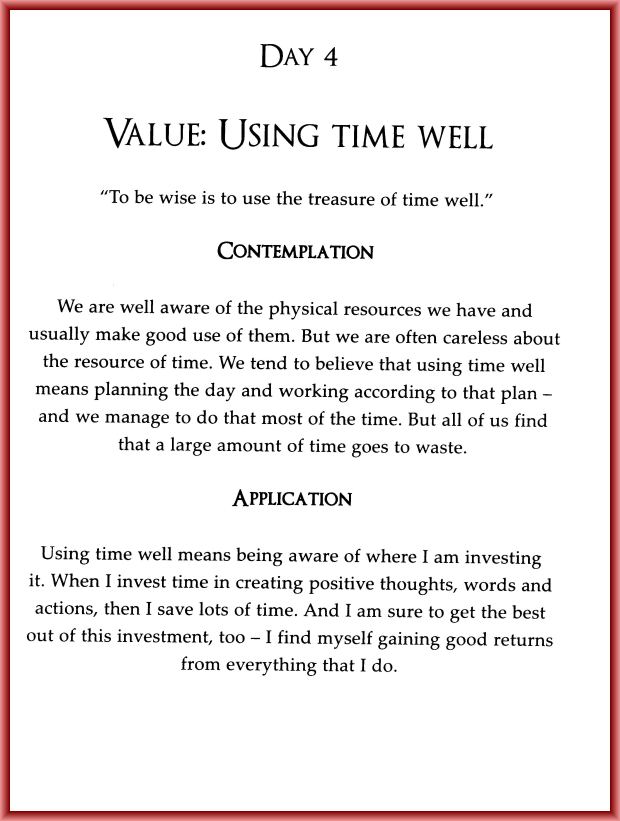 DAY 4
VALUE: USING TIME WELL
“To be wise is to use the treasure of time well.”
CONTEMPLATION
We are well aware of the physical resources we have and
usually make good use of them. But we are often careless about
the resource of time. We tend to believe that using time well
means planning the day and working according to that plan –
and we manage to do that most of the time. But all of us find
that a large amount of time goes to waste.
APPLICATION
Using time well means being aware of where I am investing
it. When I invest time in creating positive thoughts, words and
actions, then I save lots of time. And I am sure to get the best
out of this investment, too – I find myself gaining good returns
from everything that I do.